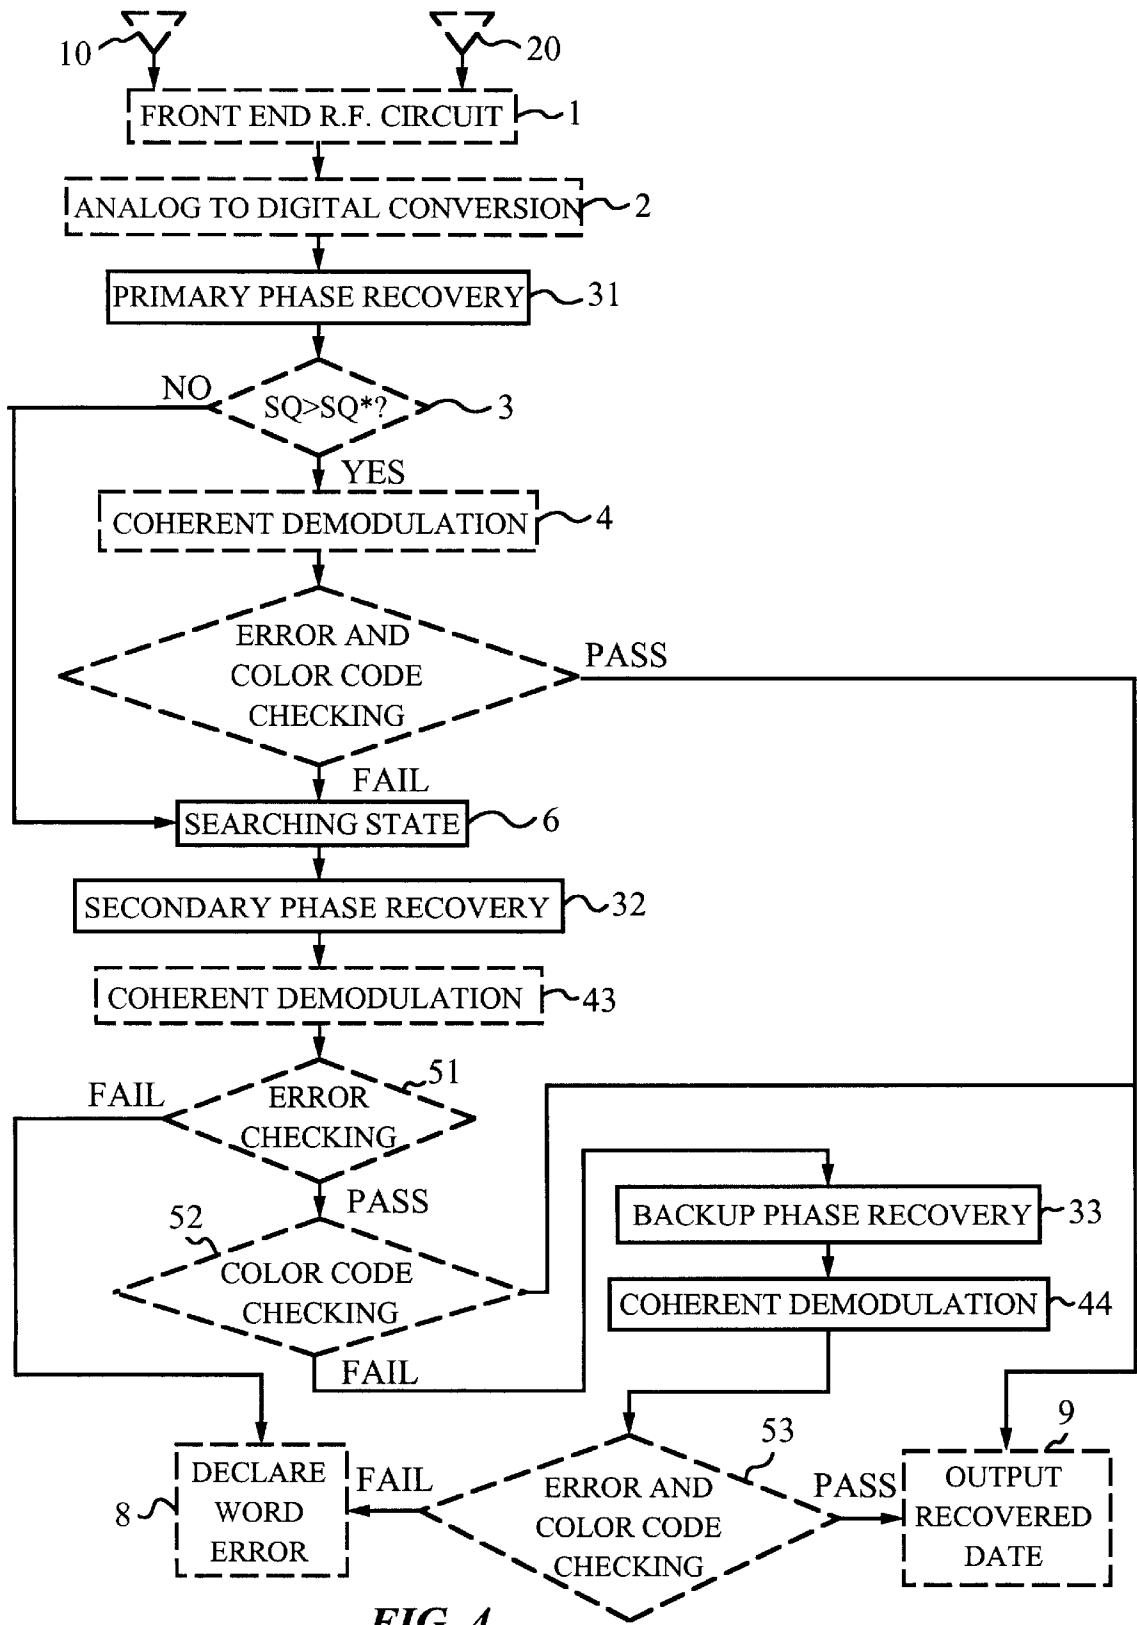 10
20
FRONT END R.F. CIRCUIT
1
ANALOG TO DIGITAL CONVERSION
2
PRIMARY PHASE RECOVERY
31
NO
SQ>SQ*?
3
YES
COHERENT DEMODULATION
4
ERROR AND
COLOR CODE
CHECKING
PASS
FAIL
SEARCHING STATE
6
SECONDARY PHASE RECOVERY
32
COHERENT DEMODULATION
43
FAIL
ERROR
CHECKING
51
PASS
52
COLOR CODE
CHECKING
FAIL
BACKUP PHASE RECOVERY
33
COHERENT DEMODULATION
44
8
DECLARE
WORD
ERROR
FAIL
ERROR AND
COLOR CODE
CHECKING
53
PASS
9
OUTPUT
RECOVERED
DATE
FIG. 4